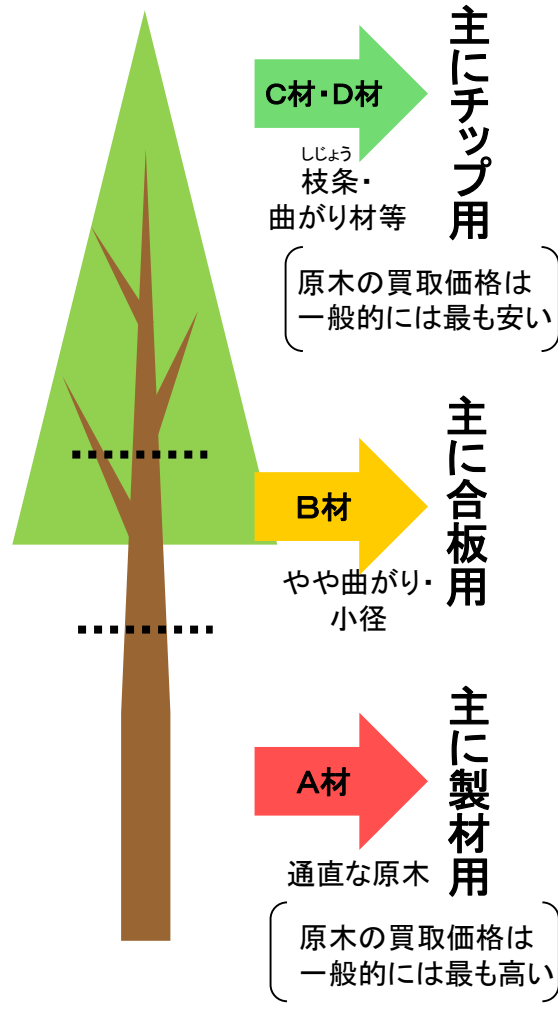 C材・D材
主にチップ用
しじょう
枝条・
曲がり材等
原木の買取価格は
一般的には最も安い
B材
主に合板用
やや曲がり・
小径
A材
主に製材用
通直な原木
原木の買取価格は
一般的には最も高い